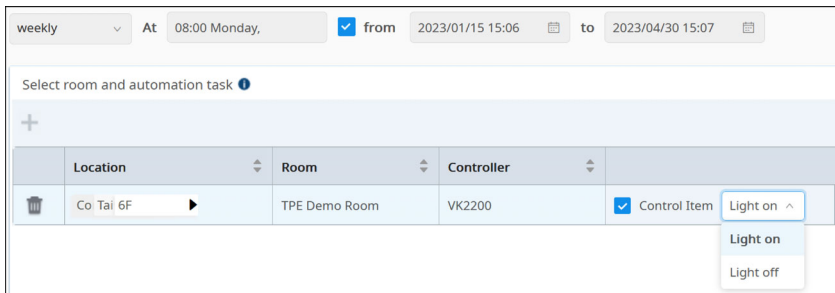 weekly At 08:00 Monday, from 2023/01/15 15:06 to 2023/04/30 15:07
Select room and automation task
Location Room Controller
Co Tai 6F TPE Demo Room VK2200 Control Item Light on
Light on
Light off